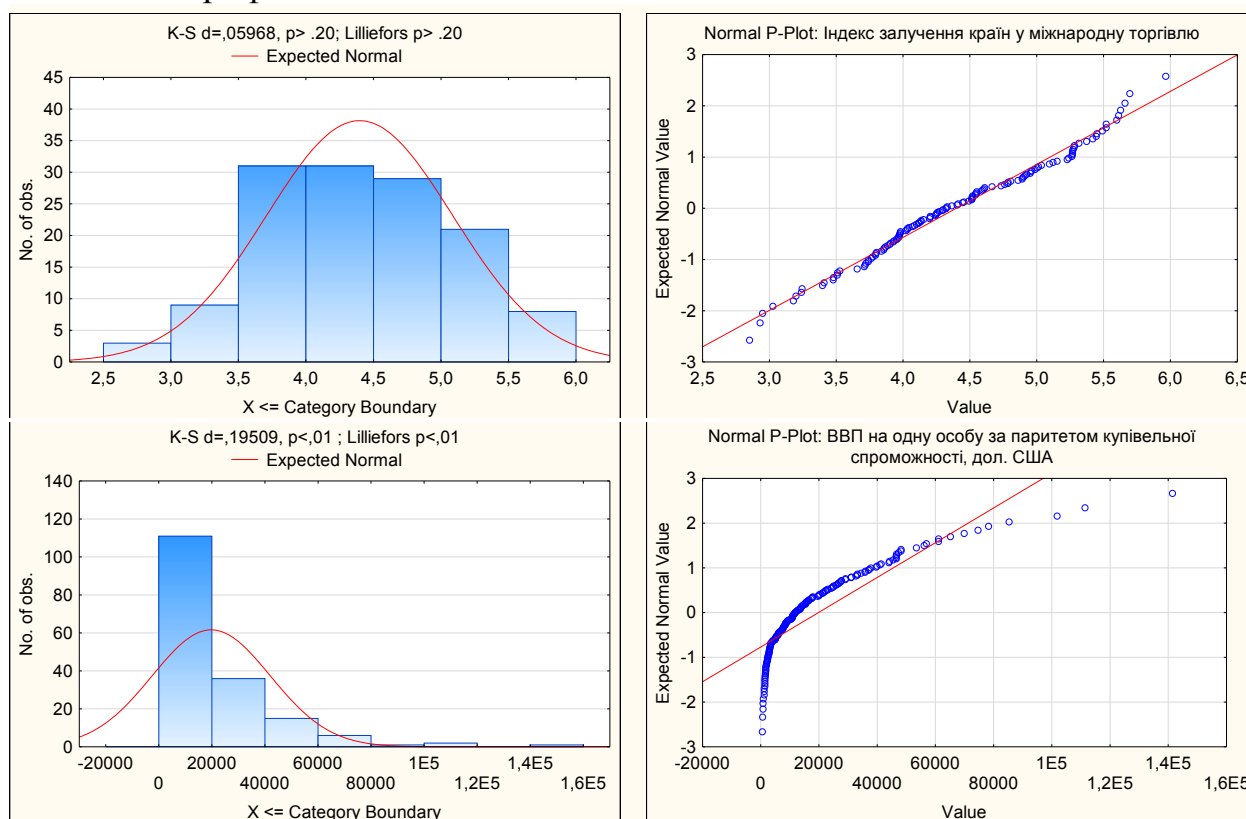 K-S d=,05968, p> .20; Lilliefors p> .20
Expected Normal
45
40
35
30
25
20
15
10
5
0
No. of obs.
2,5 3,0 3,5 4,0 4,5 5,0 5,5 6,0
X <= Category Boundary
Normal P-Plot: Індекс залучення країн у міжнародну торгівлю
3
2
1
0
-1
-2
-3
Expected Normal Value
2,5 3,0 3,5 4,0 4,5 5,0 5,5 6,0 6,5
Value
K-S d=,19509, p<,01 ; Lilliefors p<,01
Expected Normal
140
120
100
80
60
40
20
0
No. of obs.
-20000 20000 60000 1E5 1,4E5
0 40000 80000 1,2E5
X <= Category Boundary
Normal P-Plot: ВВП на одну особу за паритетом купівельної
спроможності, дол. США
3
2
1
0
-1
-2
-3
Expected Normal Value
-20000 20000 60000 1E5 1,4E5
0 40000 80000 1,2E5 1,6E5
Value